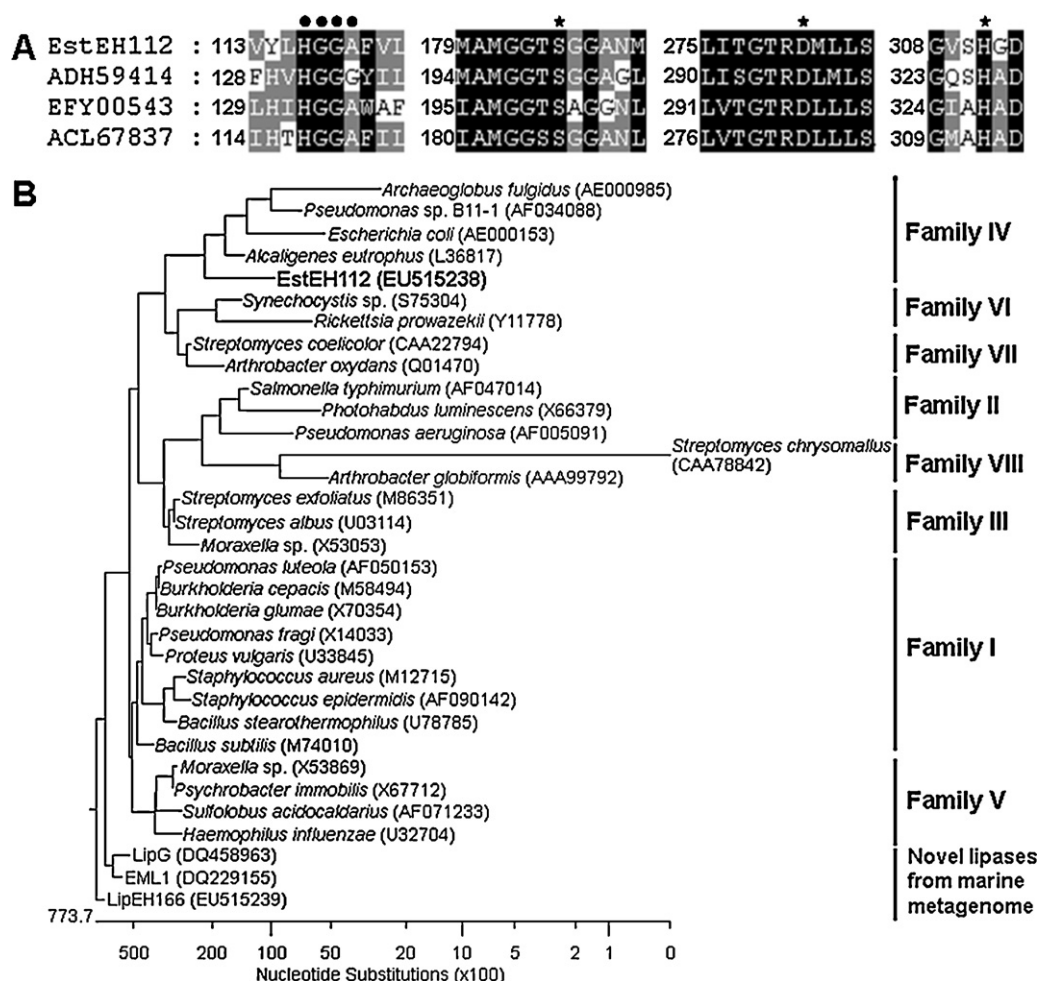 A
EstEH112 : 113 VYLHGGAFVL 179 MAMGGTSGGANM 275 LITGTRDMLLS 308 GVSHGD
ADH59414 : 128 FHVHGGGYIL 194 MAMGGTSGGAGL 290 LISGTRDLMLS 323 GQSHAD
EFY00543 : 129 LHIHGGAWAF 195 IAMGGTSAGGNL 291 LVTGTRDLLLS 324 GIAHAD
ACL67837 : 114 IHTHGGAFII 180 IAMGGSSGGANL 276 LVTGTRDLLLS 309 GMAHAD
B
Archaeoglobus fulgidus (AE000985)
Pseudomonas sp. B11-1 (AF034088)
Escherichia coli (AE000153)
Alcaligenes eutrophus (L36817)
EstEH112 (EU515238)
Family IV
Synechocystis sp. (S75304)
Rickettsia prowazekii (Y11778)
Family VI
Streptomyces coelicolor (CAA22794)
Arthrobacter oxydans (Q01470)
Family VII
Salmonella typhimurium (AF047014)
Photohabdus luminescens (X66379)
Pseudomonas aeruginosa (AF005091)
Family II
Streptomyces chrysomallus
(CAA78842)
Arthrobacter globiformis (AAA99792)
Family VIII
Streptomyces exfoliatus (M86351)
Streptomyces albus (U03114)
Moraxella sp. (X53053)
Family III
Pseudomonas luteola (AF050153)
Burkholderia cepacis (M58494)
Burkholderia glumae (X70354)
Pseudomonas fragi (X14033)
Proteus vulgaris (U33845)
Staphylococcus aureus (M12715)
Staphylococcus epidermidis (AF090142)
Bacillus stearothermophilus (U78785)
Bacillus subtilis (M74010)
Family I
Moraxella sp. (X53869)
Psychrobacter immobilis (X67712)
Sulfolobus acidocaldarius (AF071233)
Haemophilus influenzae (U32704)
Family V
LipG (DQ458963)
EML1 (DQ229155)
LipEH166 (EU515239)
Novel lipases
from marine
metagenome
773.7
500 200 100 50 20 10 5 2 1 0
Nucleotide Substitutions (x100)